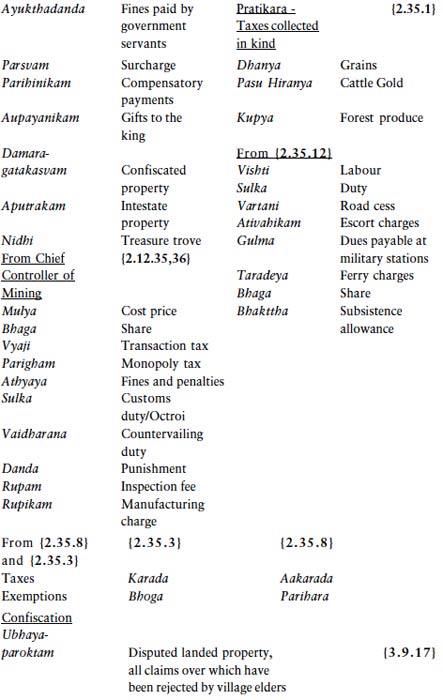 Ayukthadanda Fines paid by Pratikara - {2.35.1}
government Taxes collected
servants in kind
Parsvam Surcharge Dhanya Grains
Parihinikam Compensatory Pasu Hiranya Cattle Gold
payments
Aupayanikam Gifts to the Kupya Forest produce
king
Damara- From {2.35.12}
gatakasvam Confiscated Vishti Labour
property Sulka Duty
Aputrakam Intestate Vartani Road cess
property Ativahikam Escort charges
Nidhi Treasure trove Gulma Dues payable at
From Chief {2.12.35,36} military stations
Controller of Taradeya Ferry charges
Mining Bhaga Share
Mulya Cost price Bhakttha Subsistence
Bhaga Share allowance
Vyaji Transaction tax
Parigham Monopoly tax
Athyaya Fines and penalties
Sulka Customs
duty/Octroi
Vaidharana Countervailing
duty
Danda Punishment
Rupam Inspection fee
Rupikam Manufacturing
charge
From {2.35.8} {2.35.3} {2.35.8}
and {2.35.3}
Taxes Karada Aakarada
Exemptions Bhoga Parihara
Confiscation
Ubhaya-
paroktam Disputed landed property, {3.9.17}
all claims over which have
been rejected by village elders